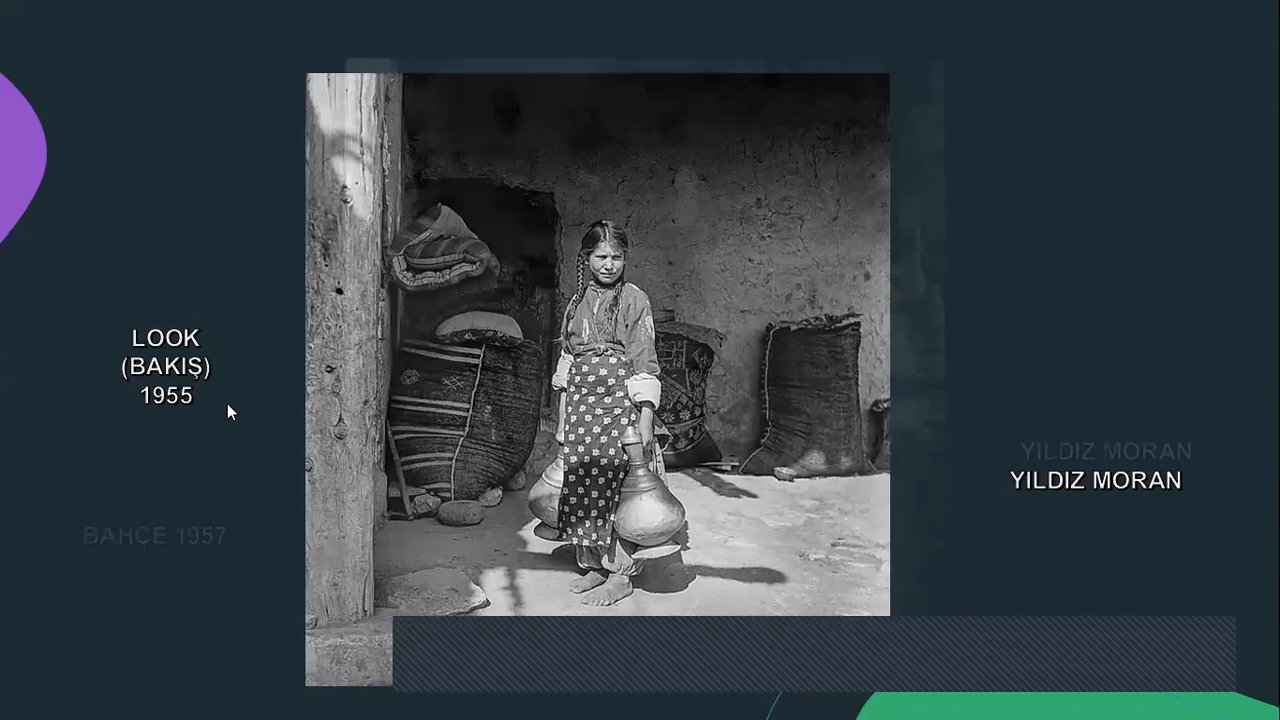 LOOK
(BAKIŞ)
1955
BAHÇE 1957
YILDIZ MORAN
YILDIZ MORAN